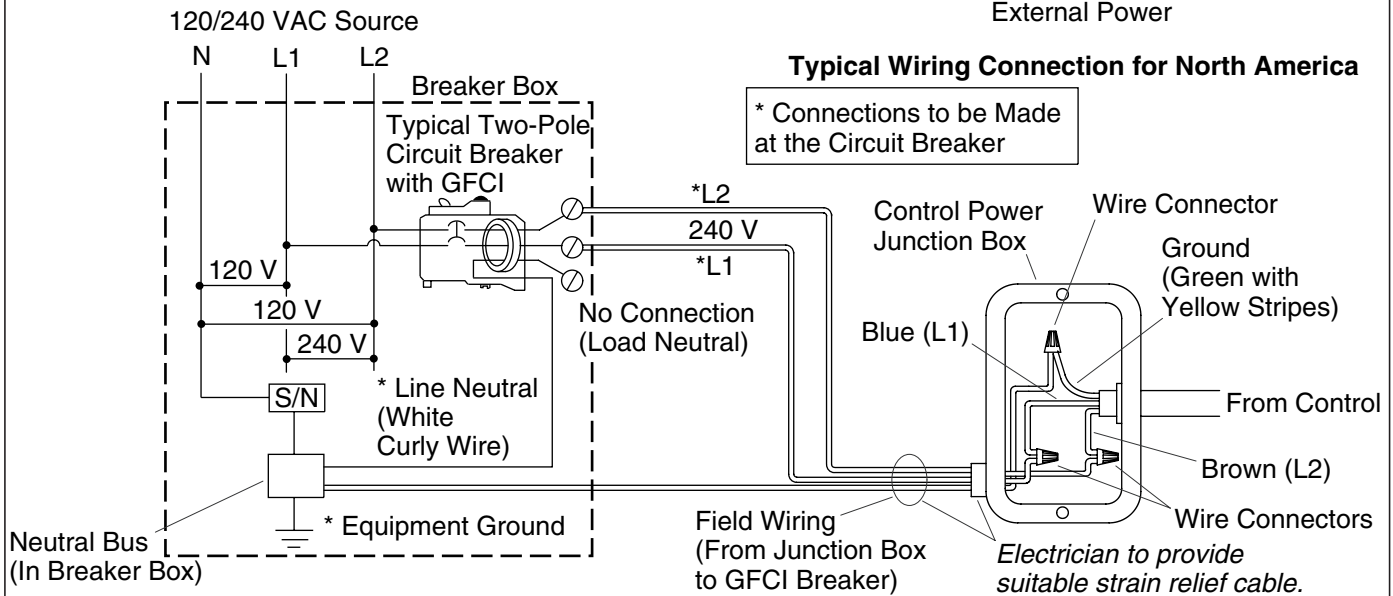 120/240 VAC Source
N
L1
L2
External Power
Typical Wiring Connection for North America
* Connections to be Made
at the Circuit Breaker
Breaker Box
Typical Two-Pole
Circuit Breaker
with GFCI
*L2
240 V
*L1
No Connection
(Load Neutral)
120 V
120 V
240 V
S/N
* Line Neutral
(White
Curly Wire)
* Equipment Ground
Neutral Bus
(In Breaker Box)
Control Power
Junction Box
Wire Connector
Ground
(Green with
Yellow Stripes)
Blue (L1)
From Control
Brown (L2)
Wire Connectors
Field Wiring
(From Junction Box
to GFCI Breaker)
Electrician to provide
suitable strain relief cable.